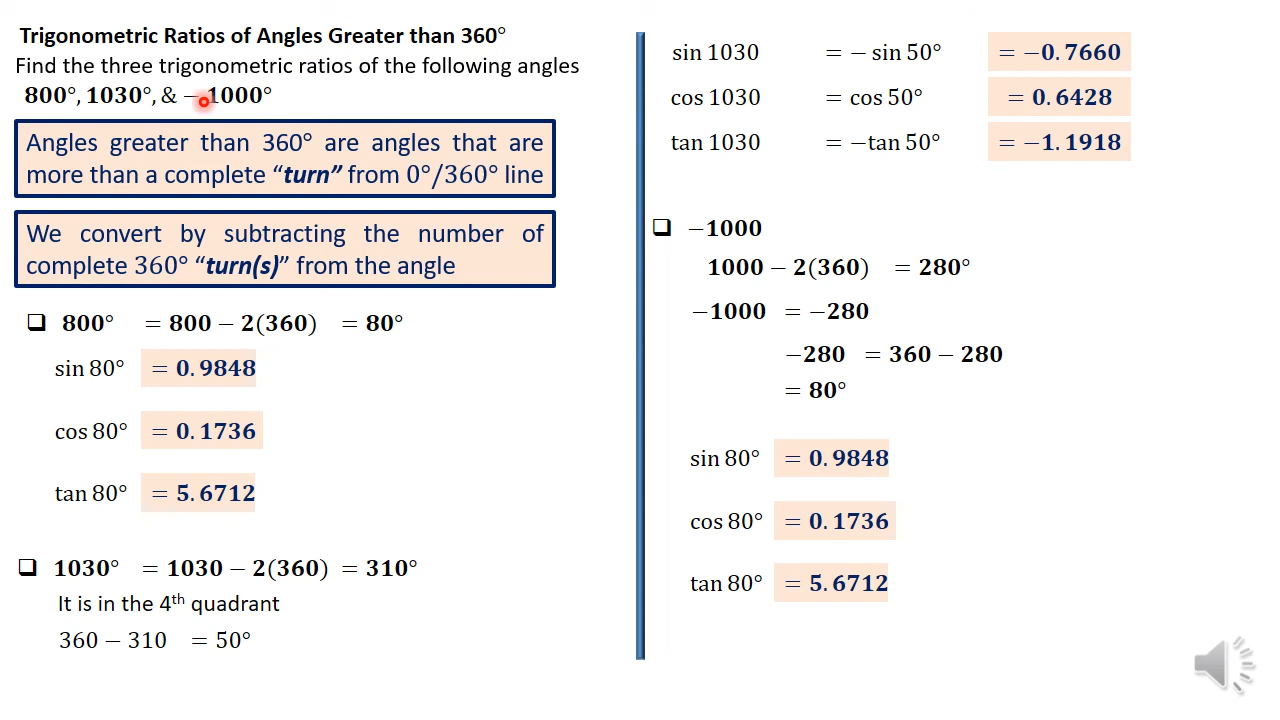 Trigonometric Ratios of Angles Greater than 360°
Find the three trigonometric ratios of the following angles
800°, 1030°, & −1000°
Angles greater than 360° are angles that are
more than a complete “turn” from 0°/360° line
We convert by subtracting the number of
complete 360° “turn(s)” from the angle
❑ 800° = 800 − 2(360) = 80°
sin 80° = 0.9848
cos 80° = 0.1736
tan 80° = 5.6712
❑ 1030° = 1030 − 2(360) = 310°
It is in the 4th quadrant
360 − 310 = 50°
sin 1030 = − sin 50° = −0.7660
cos 1030 = cos 50° = 0.6428
tan 1030 = −tan 50° = −1.1918
❑ −1000
1000 − 2(360) = 280°
−1000 = −280
−280 = 360 − 280
= 80°
sin 80° = 0.9848
cos 80° = 0.1736
tan 80° = 5.6712